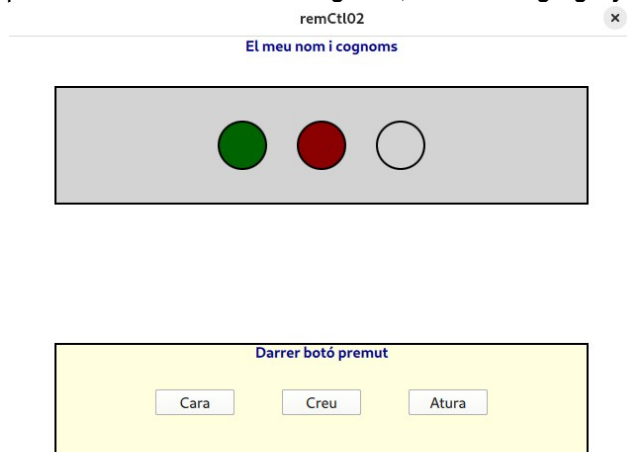 remCtl02
El meu nom i cognoms
Darrer botó premut
Cara Creu Atura